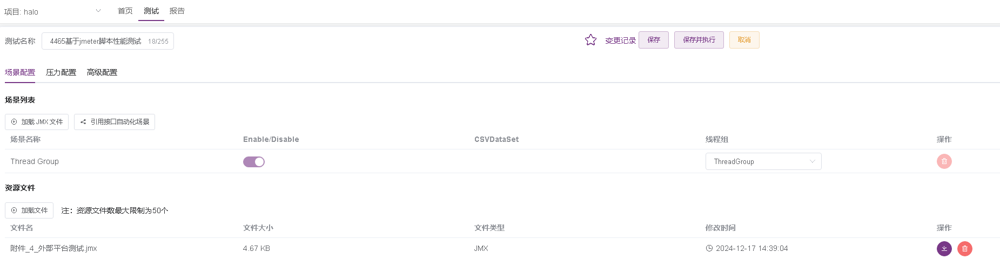 项目: halo 首页 测试 报告
测试名称 4465基于jmeter脚本性能测试 18/255 变更记录 保存 保存并执行 取消
场景配置 压力配置 高级配置
场景列表
加载 JMX 文件 引用接口自动化场景
场景名称 Enable/Disable CSVDataSet 线程组 操作
Thread Group ThreadGroup
资源文件
加载文件 注：资源文件数最大限制为50个
文件名 文件大小 文件类型 修改时间 操作
附件_4_外部平台测试.jmx 4.67 KB JMX 2024-12-17 14:39:04